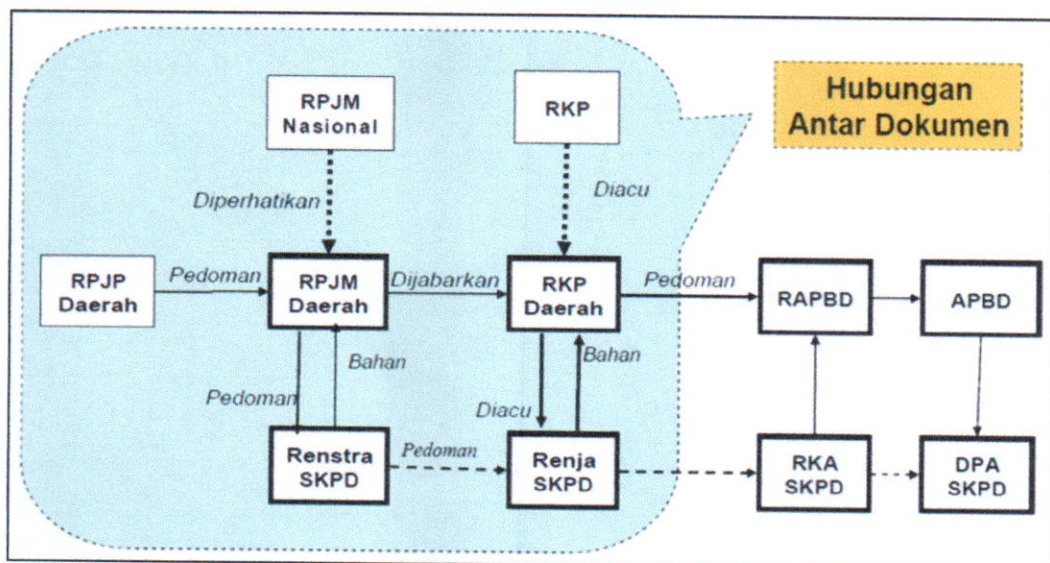 RPJM
Nasional
RKP
Hubungan
Antar Dokumen
Diperhatikan
Diacu
RPJP
Daerah
Pedoman
RPJM
Daerah
Dijabarkan
RKP
Daerah
Pedoman
RAPBD
APBD
Pedoman
Bahan
Diacu
Bahan
Renstra
SKPD
Pedoman
Renja
SKPD
RKA
SKPD
DPA
SKPD